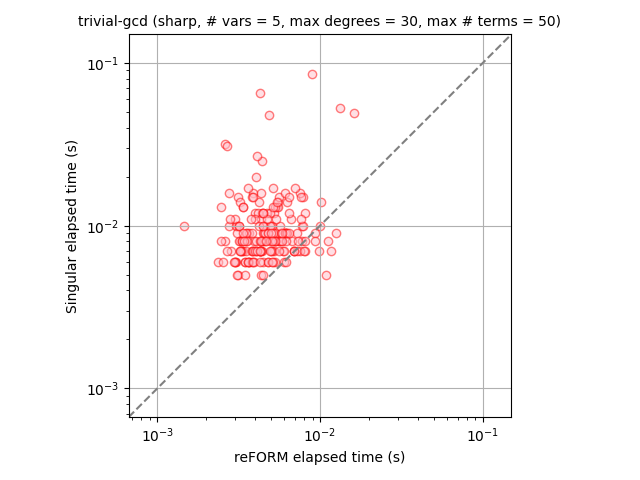 trivial-gcd (sharp, # vars = 5, max degrees = 30, max # terms = 50)
Singular elapsed time (s)
10⁻¹
10⁻²
10⁻³
10⁻³
10⁻²
10⁻¹
reFORM elapsed time (s)